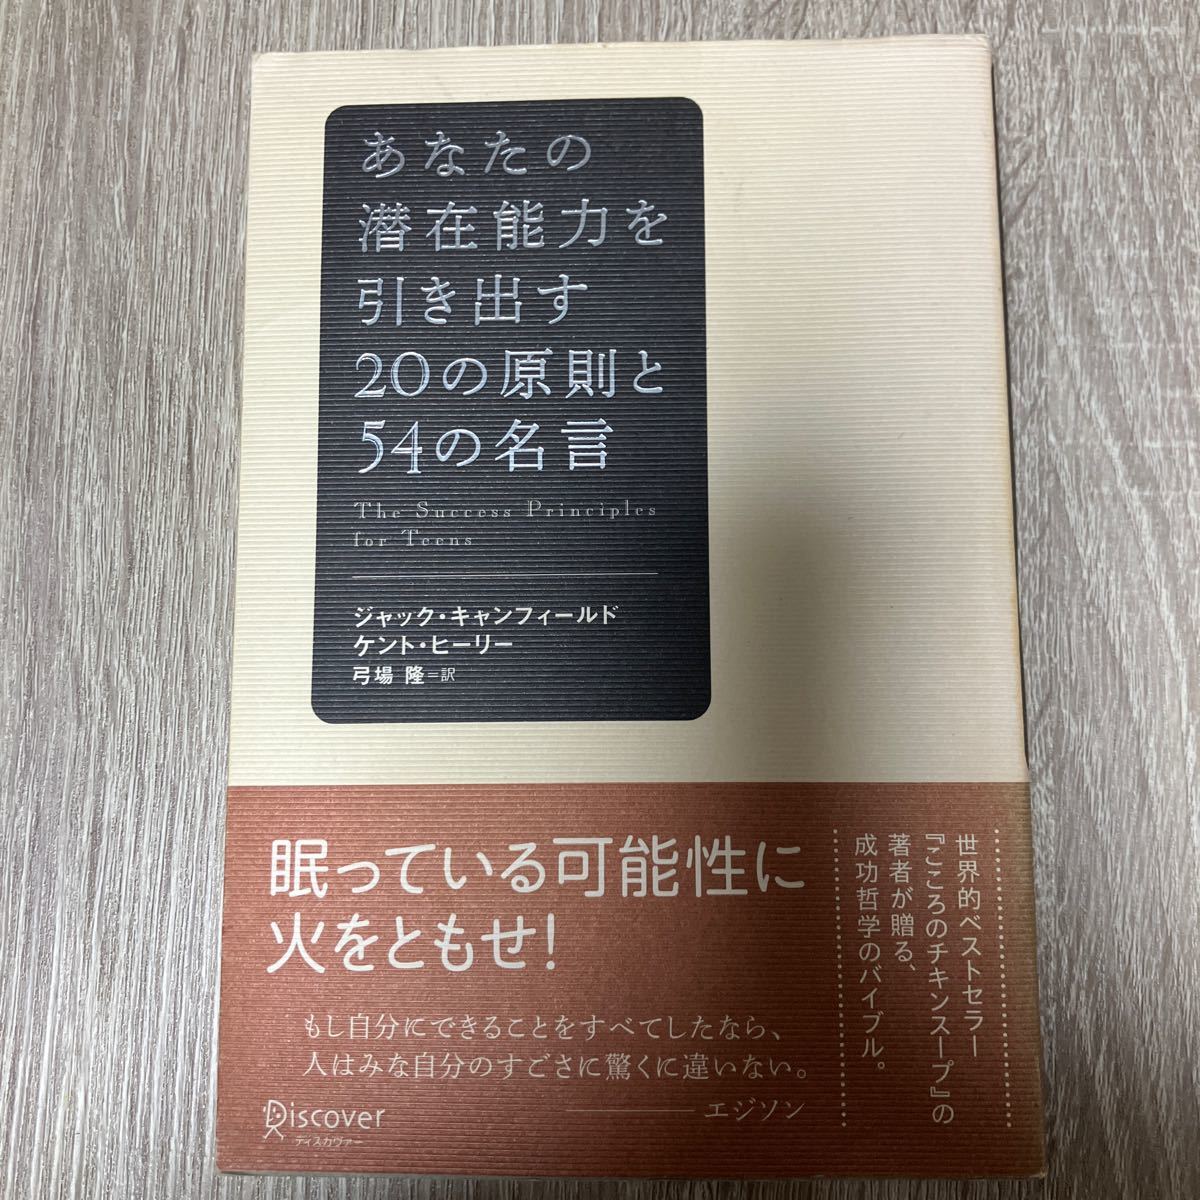 あなたの
潜在能力を
引き出す
20の原則と
54の名言
The Success Principles
for Teens
ジャック・キャンフィールド
ケント・ヒーリー
弓場 隆=訳
眠っている可能性に
火をともせ!
世界的ベストセラー
『こころのチキンスープ』の
著者が贈る、
成功哲学のバイブル。
もし自分にできることをすべてしたなら、
人はみな自分のすごさに驚くに違いない。
エジソン
Discover
ディスカヴァー